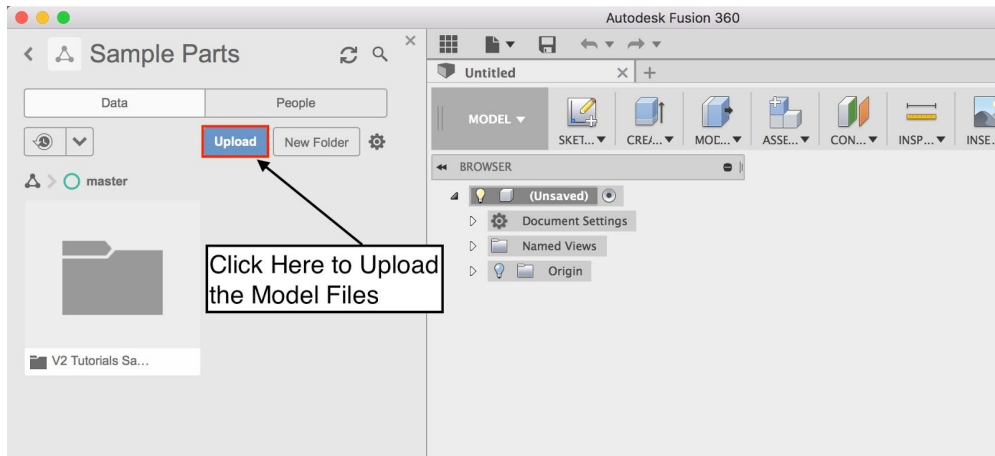 Autodesk Fusion 360
Sample Parts
Untitled
Data
People
MODEL
SKET...
CREA...
MOD...
ASSE...
CON...
INSP...
INSE...
Upload
New Folder
BROWSER
master
(Unsaved)
Document Settings
Named Views
Origin
Click Here to Upload
the Model Files
V2 Tutorials Sa...